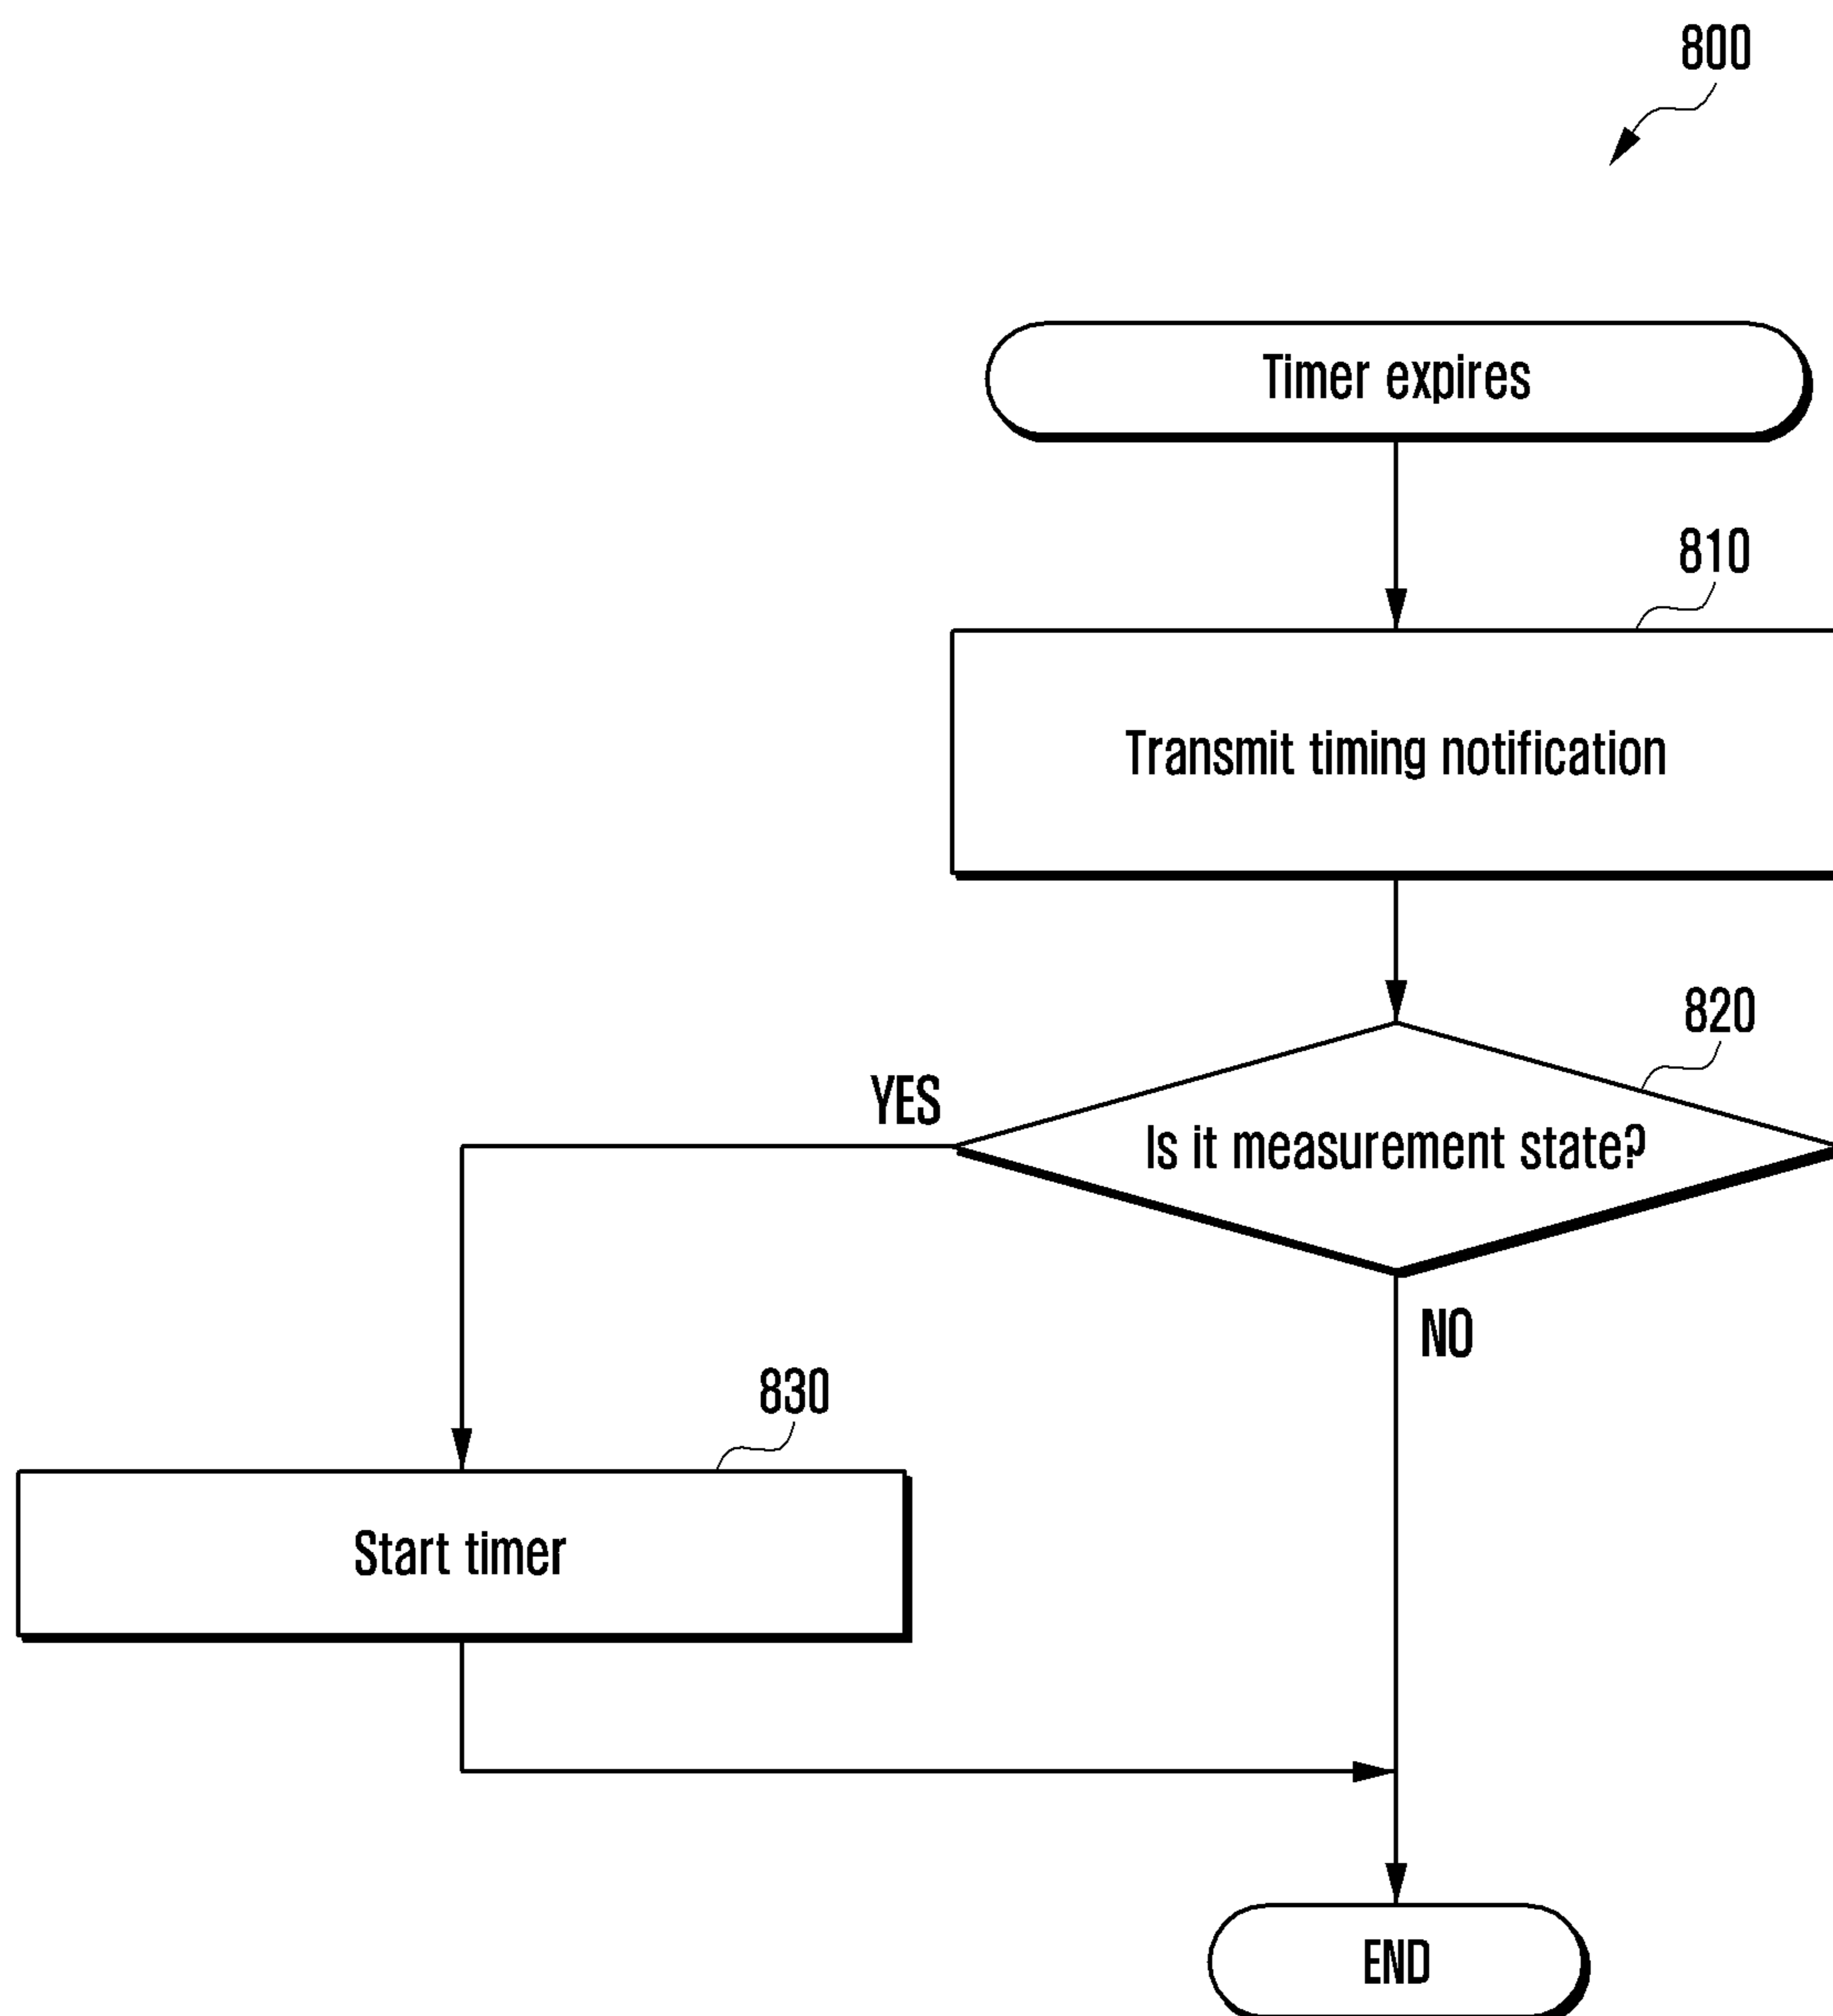 800
Timer expires
810
Transmit timing notification
820
YES
Is it measurement state?
NO
830
Start timer
END